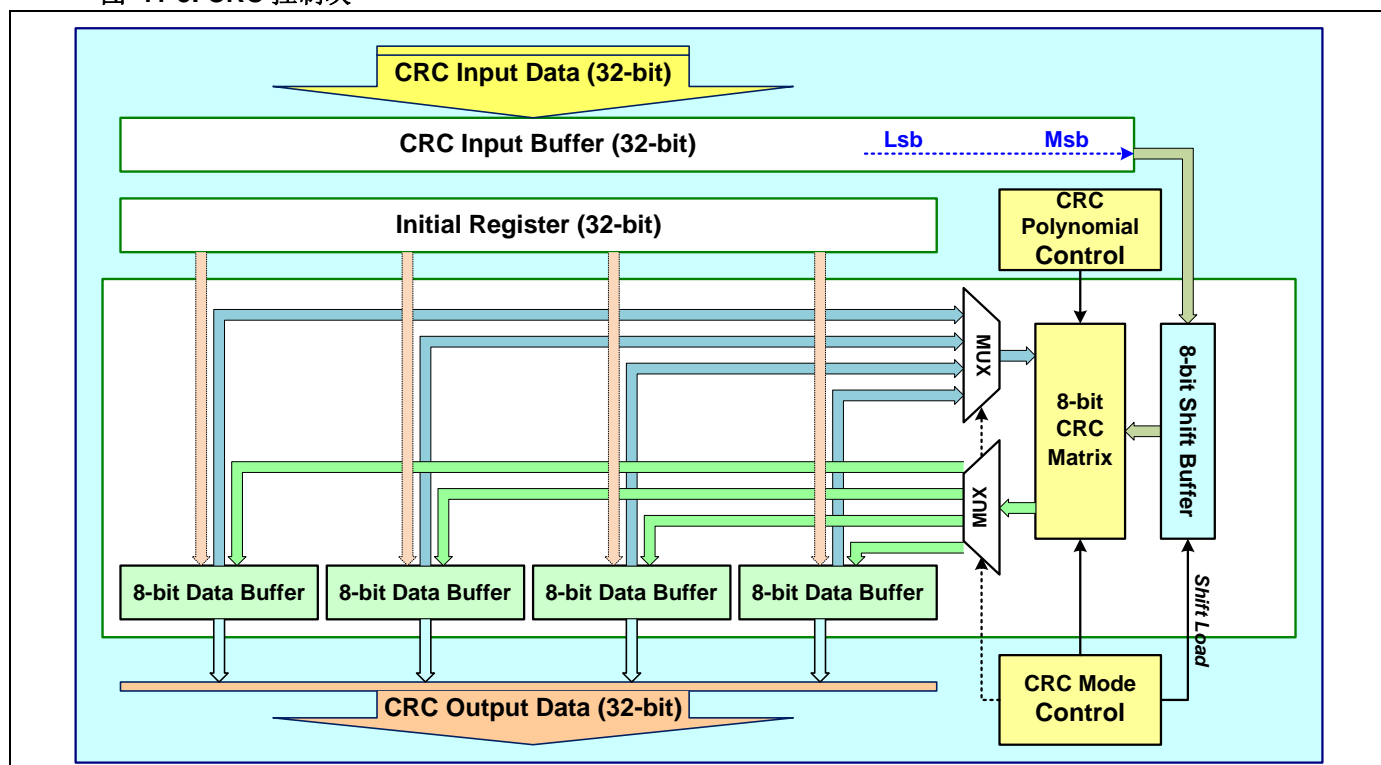 CRC Input Data (32-bit)
CRC Input Buffer (32-bit)
Lsb
Msb
Initial Register (32-bit)
CRC
Polynomial
Control
MUX
8-bit
CRC
Matrix
8-bit Shift Buffer
MUX
8-bit Data Buffer
8-bit Data Buffer
8-bit Data Buffer
8-bit Data Buffer
Shift Load
CRC Mode
Control
CRC Output Data (32-bit)